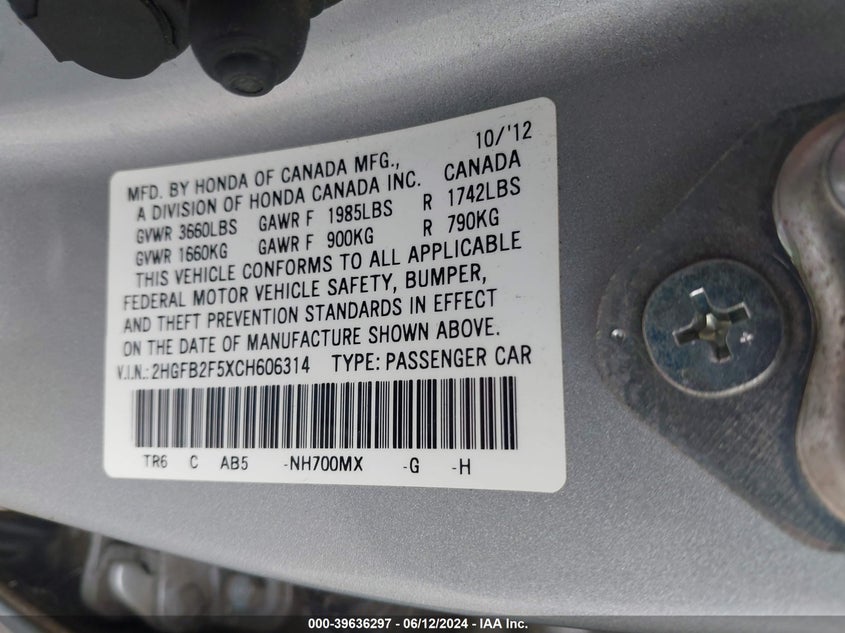 10/'12
MFD. BY HONDA OF CANADA MFG.,
A DIVISION OF HONDA CANADA INC. CANADA
GVWR 3660LBS GAWR F 1985LBS R 1742LBS
GVWR 1660KG GAWR F 900KG R 790KG
THIS VEHICLE CONFORMS TO ALL APPLICABLE
FEDERAL MOTOR VEHICLE SAFETY, BUMPER,
AND THEFT PREVENTION STANDARDS IN EFFECT
ON THE DATE OF MANUFACTURE SHOWN ABOVE.
V.I.N.: 2HGFB2F5XCH606314 TYPE: PASSENGER CAR
TR6 C AB5 -NH700MX -G -H
000-39636297 - 06/12/2024 - IAA Inc.